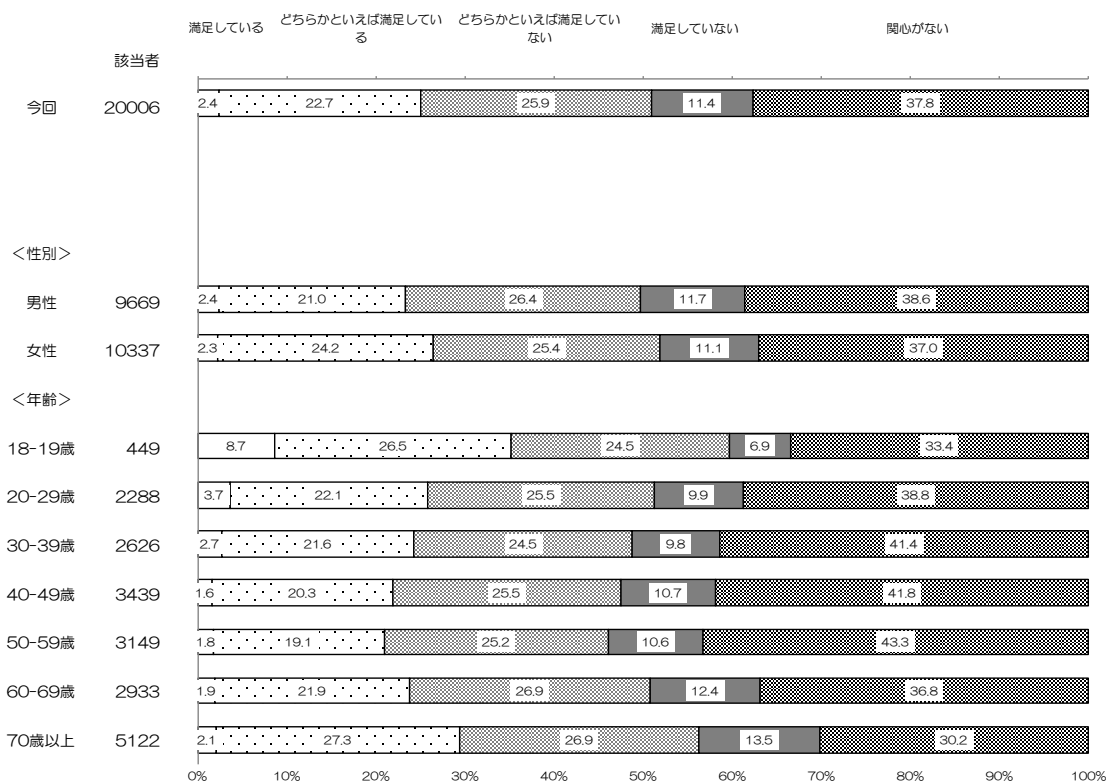 満足している どちらかといえば満足してい
る どちらかといえば満足してい
ない 満足していない 関心がない
該当者
今回 20006 2.4 22.7 25.9 11.4 37.8
＜性別＞
男性 9669 2.4 21.0 26.4 11.7 38.6
女性 10337 2.3 24.2 25.4 11.1 37.0
＜年齢＞
18-19歳 449 8.7 26.5 24.5 6.9 33.4
20-29歳 2288 3.7 22.1 25.5 9.9 38.8
30-39歳 2626 2.7 21.6 24.5 9.8 41.4
40-49歳 3439 1.6 20.3 25.5 10.7 41.8
50-59歳 3149 1.8 19.1 25.2 10.6 43.3
60-69歳 2933 1.9 21.9 26.9 12.4 36.8
70歳以上 5122 2.1 27.3 26.9 13.5 30.2
0% 10% 20% 30% 40% 50% 60% 70% 80% 90% 100%